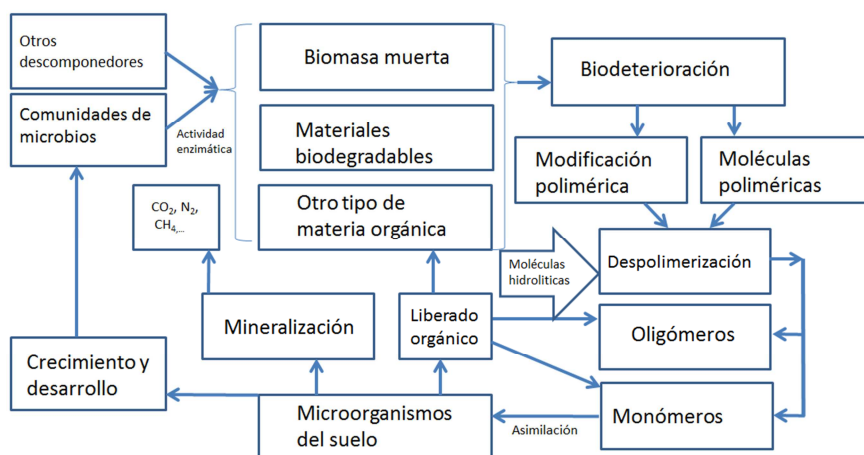 Otros
descomponedores
Comunidades de
microbios
Actividad
enzimática
Biomasa muerta
Materiales
biodegradables
Otro tipo de
materia orgánica
Biodeterioración
Modificación
polimérica
Moléculas
poliméricas
CO2, N2,
CH4,...
Moléculas
hidroliticas
Despolimerización
Mineralización
Liberado
orgánico
Oligómeros
Crecimiento y
desarrollo
Microorganismos
del suelo
Asimilación
Monómeros